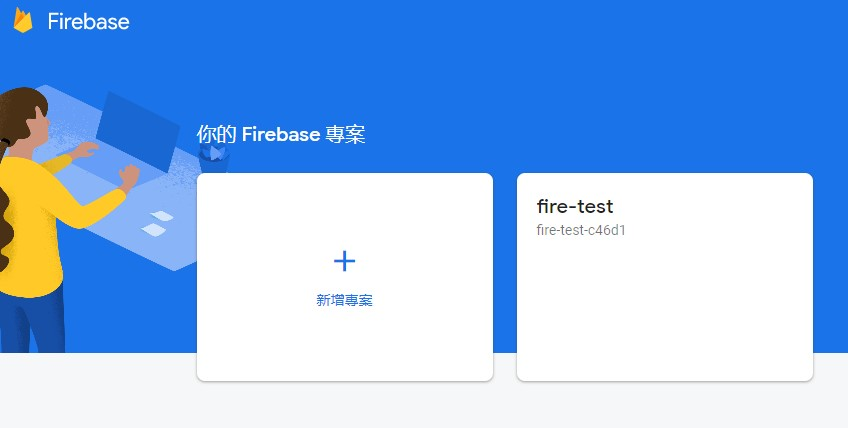 Firebase
你的 Firebase 專案
新增專案
fire-test
fire-test-c46d1